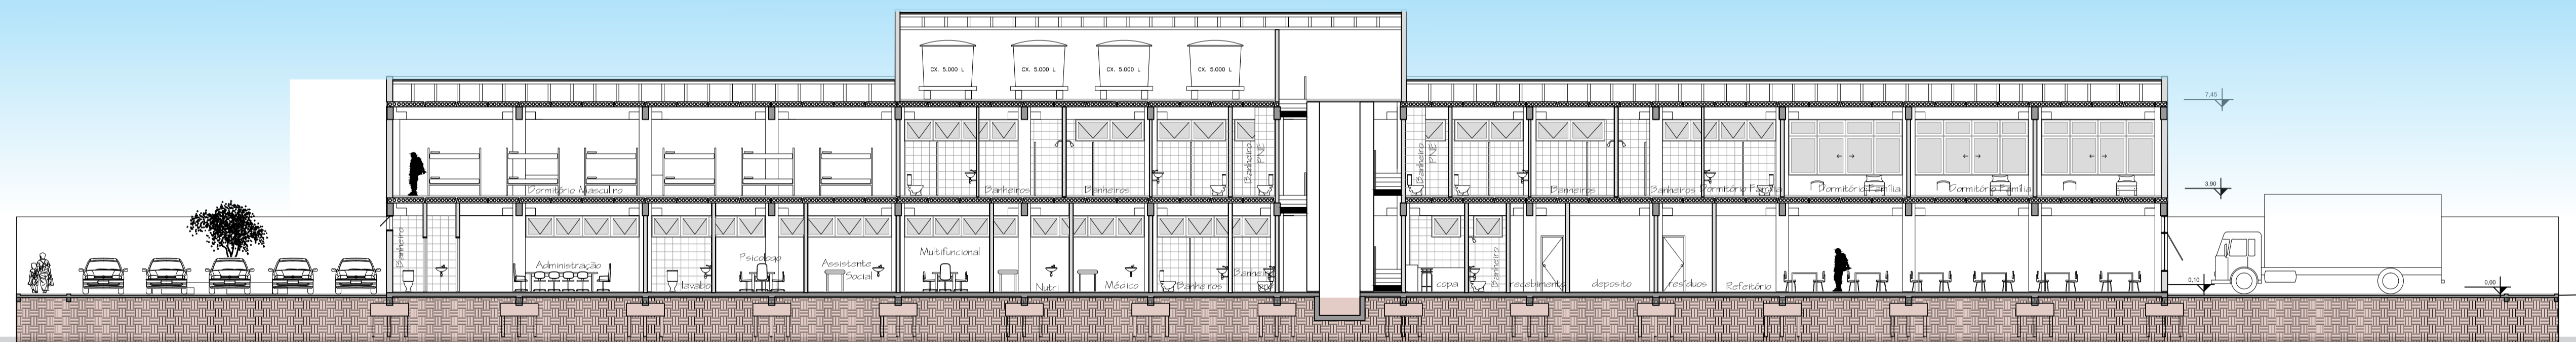 CX. 5.000 L
CX. 5.000 L
CX. 5.000 L
CX. 5.000 L
7,45
Dormitório Masculino
Banheiros
Banheiros
Banheiro
PNE
Banheiro
PNE
Banheiros
Banheiros
Dormitório Família
Dormitório Família
Dormitório Família
3,90
Banheiro
Administração
lavabo
Psicólogo
Assistente
Social
Multifuncional
Nutri
Médico
Banheiros
Banheiro
copa
Banheiro
recebimento
deposito
residuos
Refeitório
0,10
0,00